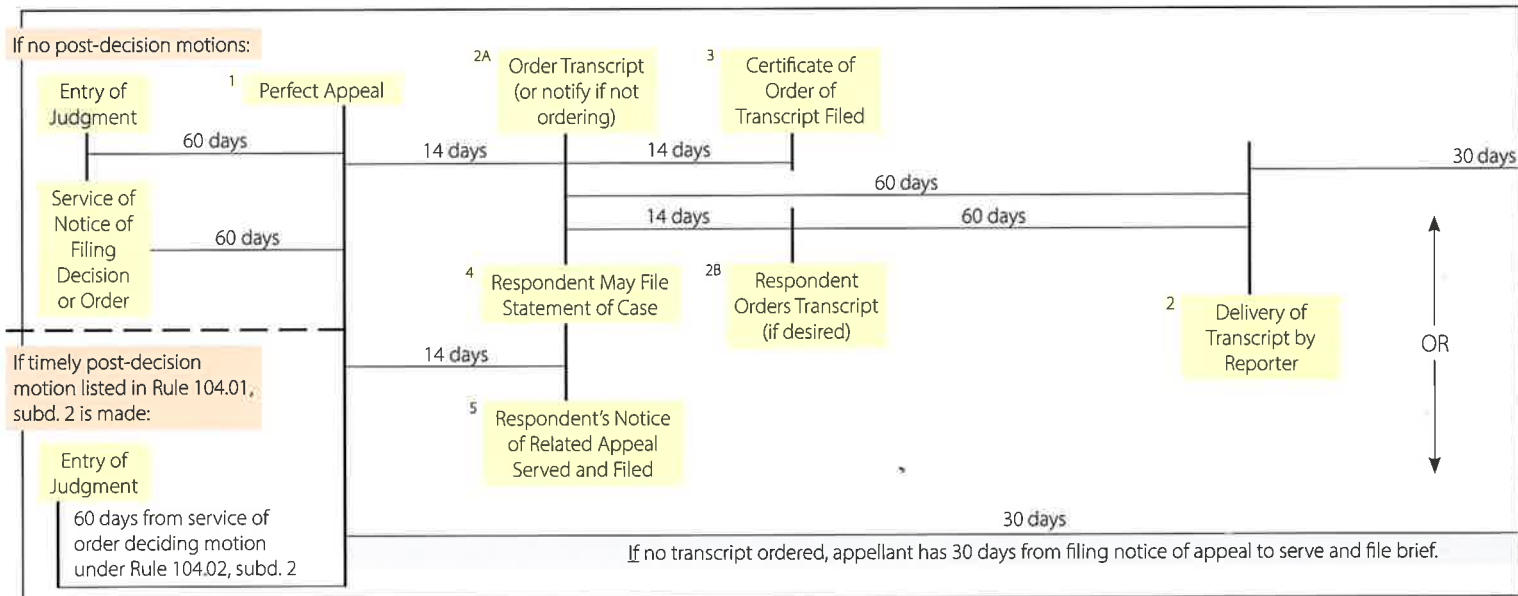 If no post-decision motions:
Entry of
Judgment
1 Perfect Appeal
2A Order Transcript
(or notify if not
ordering)
3 Certificate of
Order of
Transcript Filed
60 days
14 days
14 days
30 days
60 days
Service of
Notice of
Filing
Decision
or Order
60 days
14 days
60 days
4 Respondent May File
Statement of Case
2B Respondent
Orders Transcript
(if desired)
2 Delivery of
Transcript by
Reporter
OR
If timely post-decision
motion listed in Rule 104.01,
subd. 2 is made:
14 days
5 Respondent's Notice
of Related Appeal
Served and Filed
Entry of
Judgment
60 days from service of
order deciding motion
under Rule 104.02, subd. 2
30 days
If no transcript ordered, appellant has 30 days from filing notice of appeal to serve and file brief.